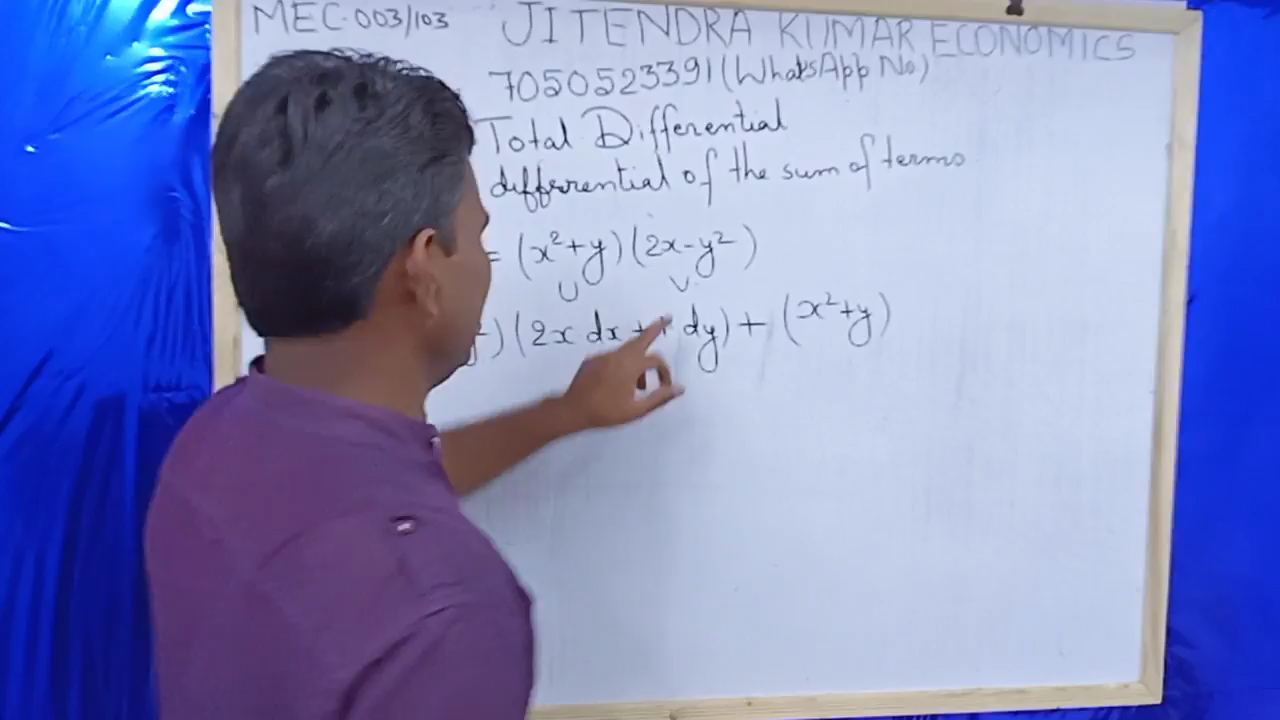 MEC-003/103 JITENDRA KUMAR ECONOMICS
7050523391 (WhatsApp No.)
Total Differential
differential of the sum of terms
= (x²+y)(2x-y²)
U V
) (2x dx + dy) + (x²+y)